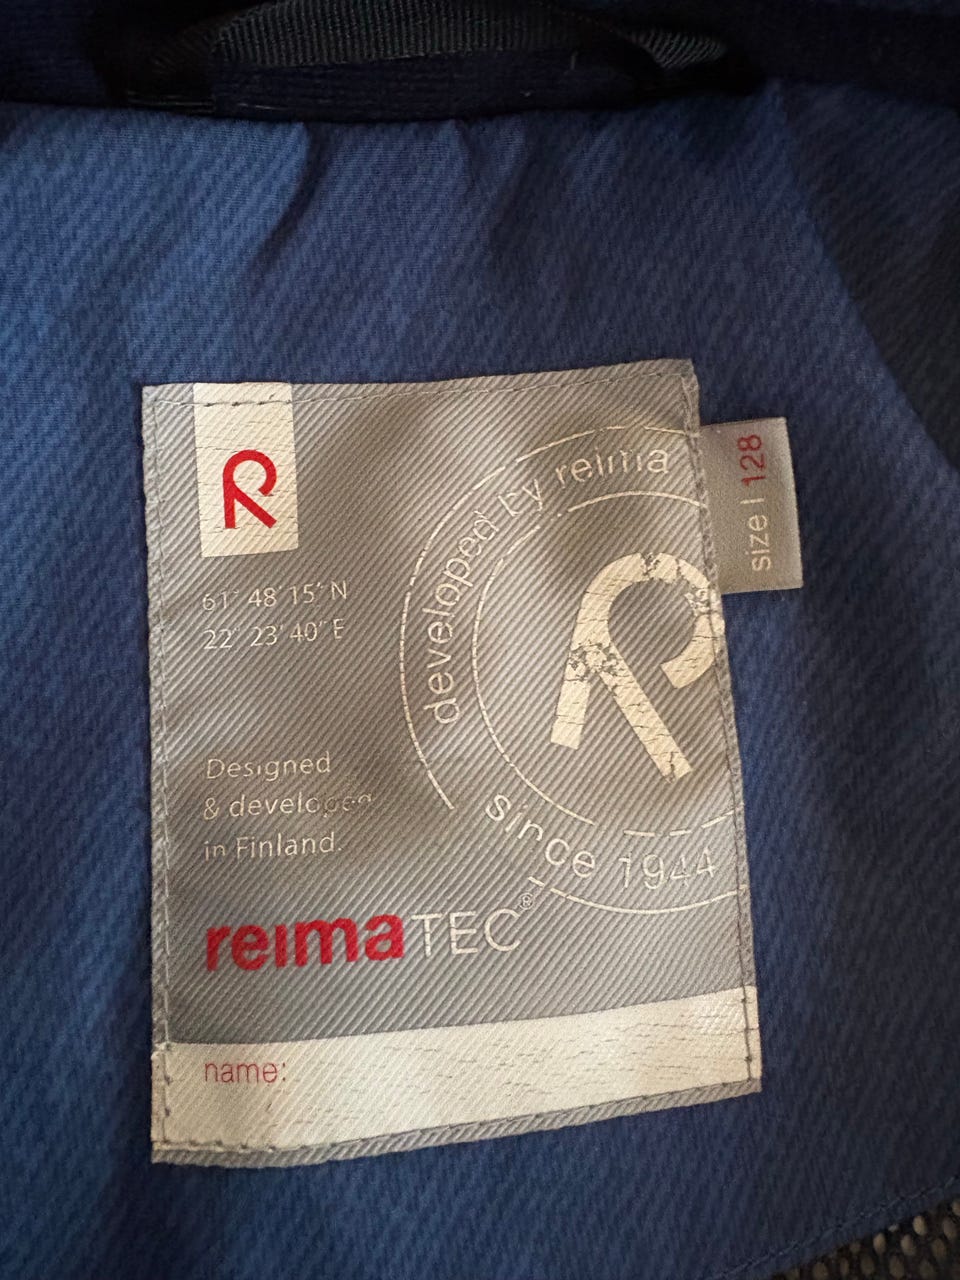 R
61° 48' 15" N
22° 23' 40" E
developed by reima
R
since 1944
size | 128
Designed
& developed
in Finland.
reimaTEC®
name: